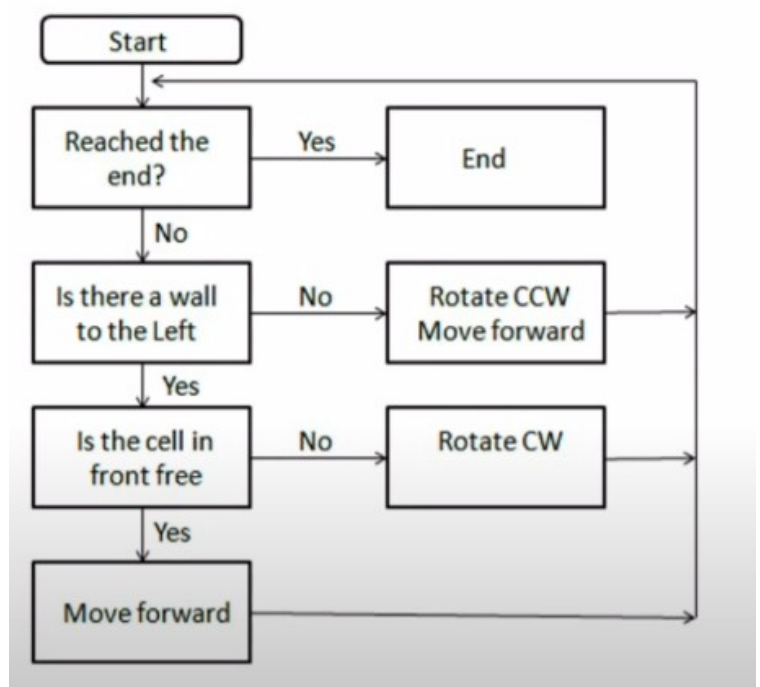 Start
Reached the
end?
Yes
End
No
Is there a wall
to the Left
No
Rotate CCW
Move forward
Yes
Is the cell in
front free
No
Rotate CW
Yes
Move forward